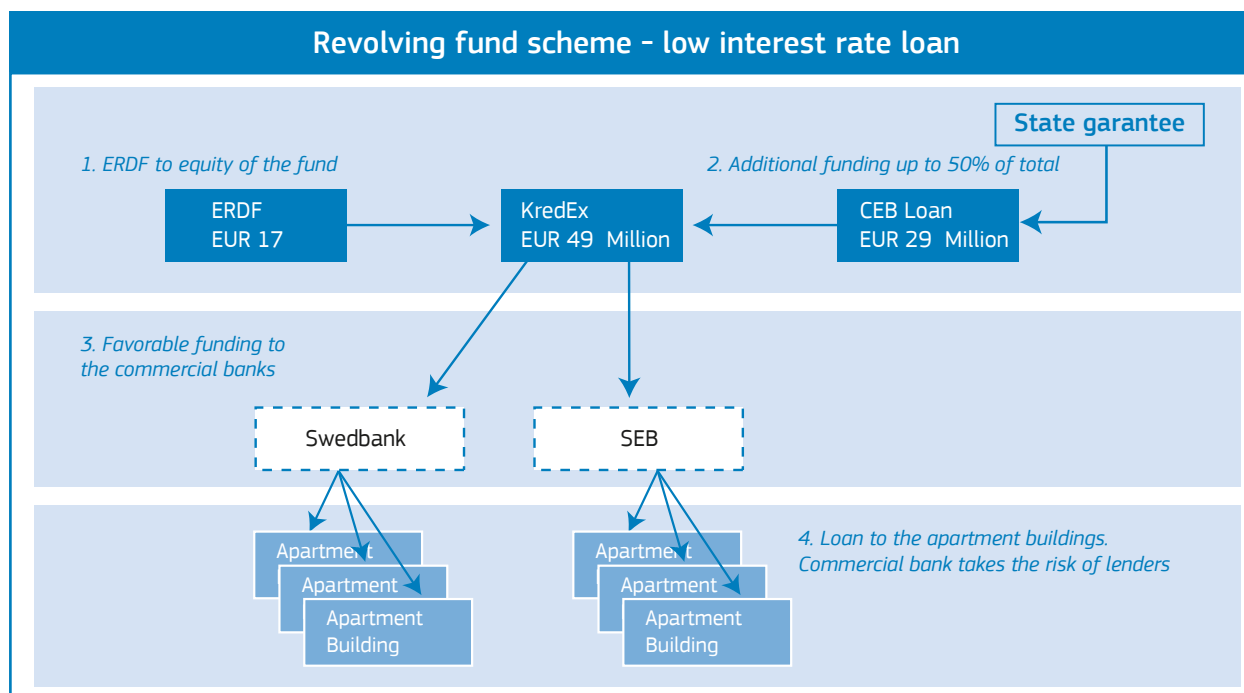 Revolving fund scheme – low interest rate loan
State garantee
1. ERDF to equity of the fund
2. Additional funding up to 50% of total
ERDF
EUR 17
KredEx
EUR 49 Million
CEB Loan
EUR 29 Million
3. Favorable funding to
the commercial banks
Swedbank
SEB
Apartment
Apartment
Apartment
Building
Apartment
Apartment
Apartment
Building
4. Loan to the apartment buildings.
Commercial bank takes the risk of lenders